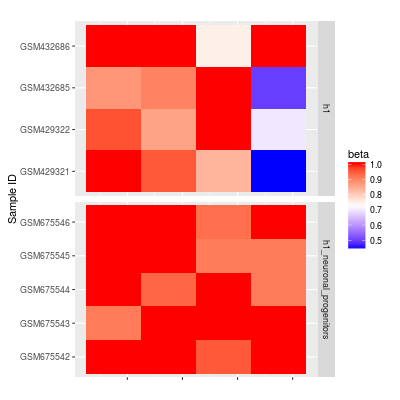 Sample ID
GSM432686
GSM432685
GSM429322
GSM429321
h1
GSM675546
GSM675545
GSM675544
GSM675543
GSM675542
h1_neuronal_progenitors
beta
1.0
0.9
0.8
0.7
0.6
0.5